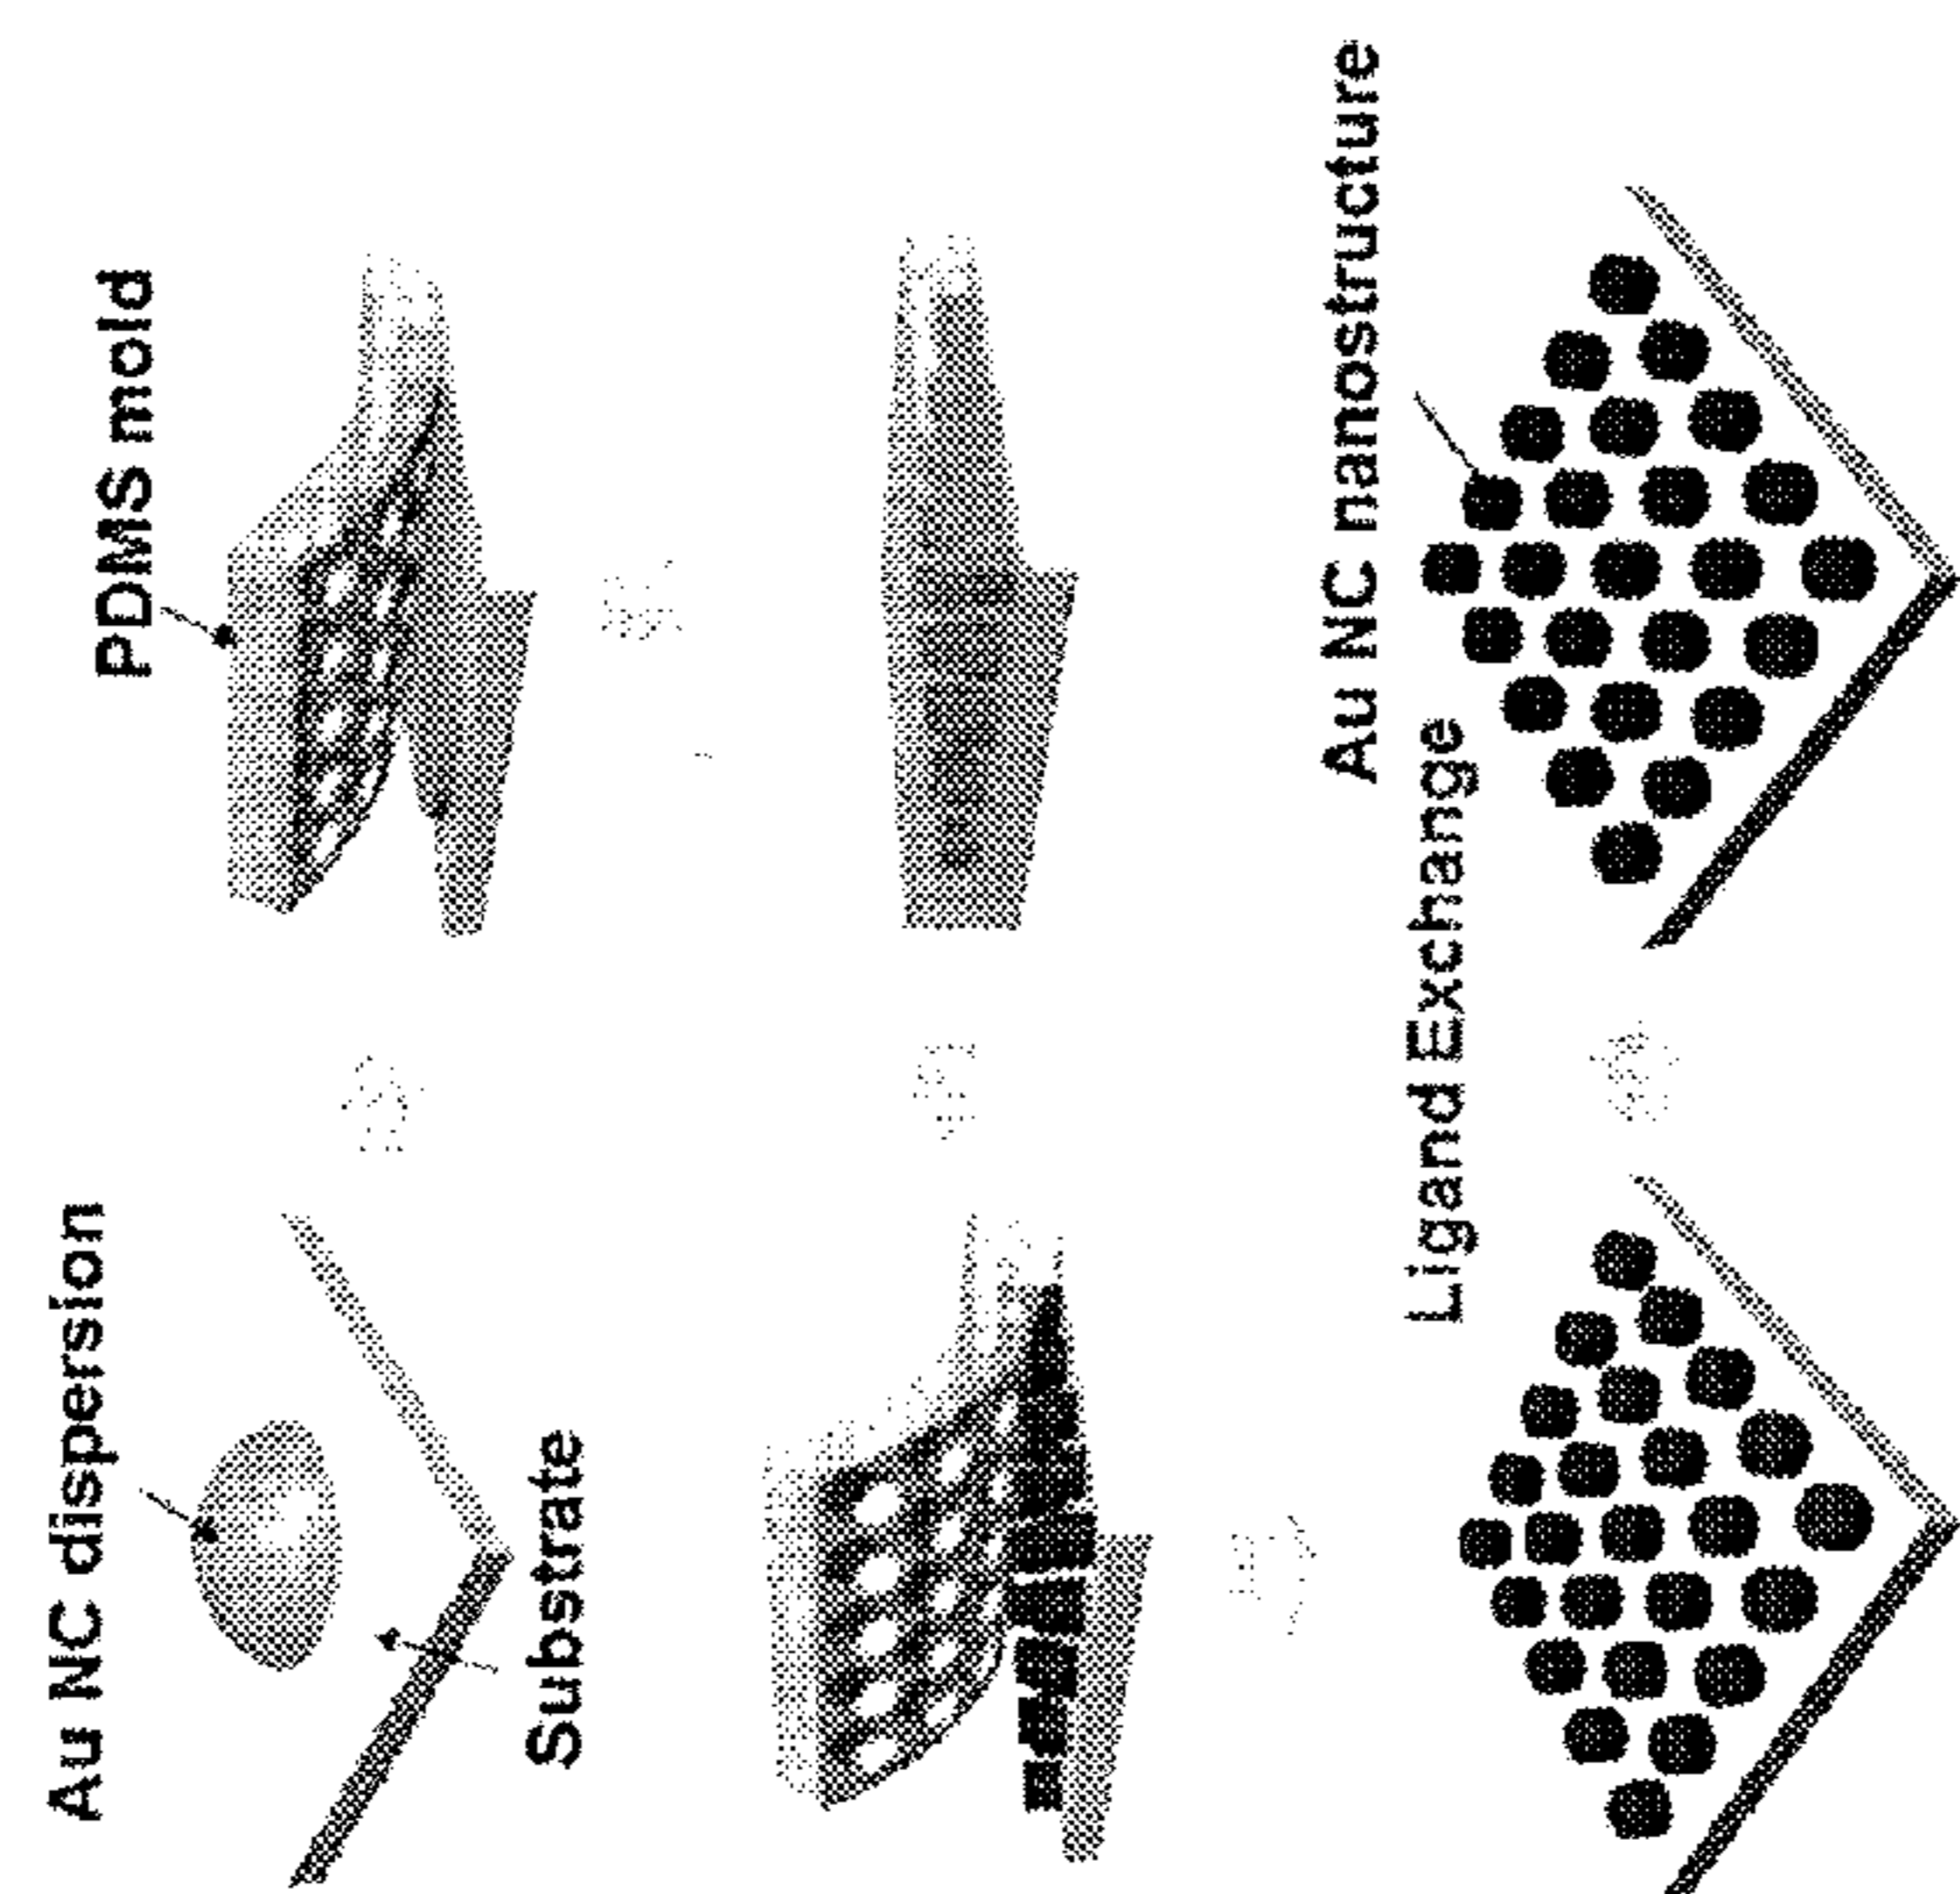 Au NC dispersion
PDMS mold
Substrate
Au NC nanostructure
Ligand Exchange